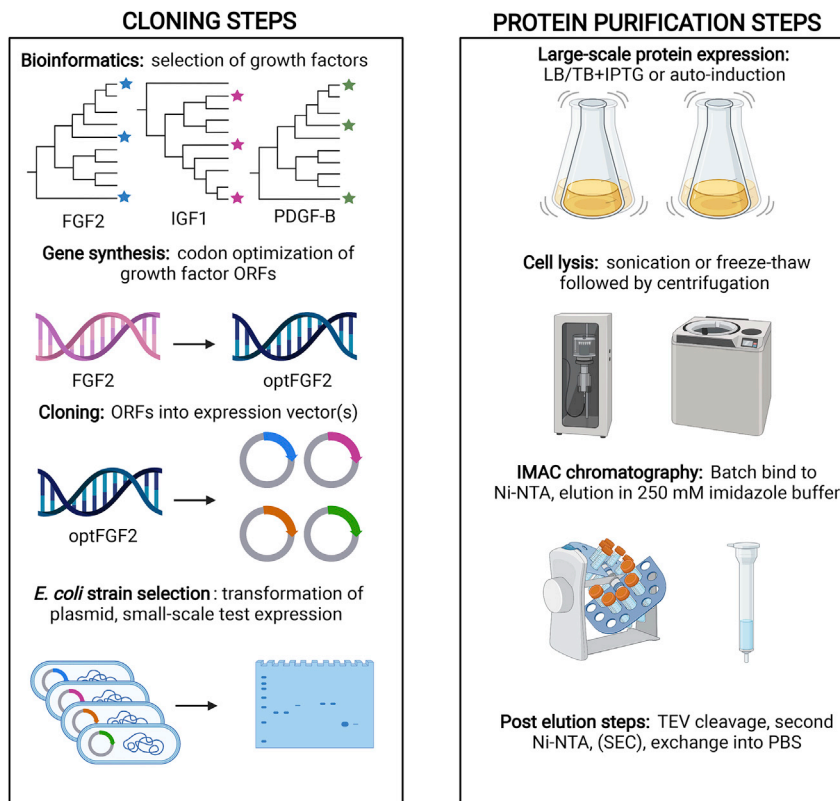 CLONING STEPS
Bioinformatics: selection of growth factors
FGF2
IGF1
PDGF-B
Gene synthesis: codon optimization of
growth factor ORFs
FGF2
optFGF2
Cloning: ORFs into expression vector(s)
optFGF2
E. coli strain selection: transformation of
plasmid, small-scale test expression
PROTEIN PURIFICATION STEPS
Large-scale protein expression:
LB/TB+IPTG or auto-induction
Cell lysis: sonication or freeze-thaw
followed by centrifugation
IMAC chromatography: Batch bind to
Ni-NTA, elution in 250 mM imidazole buffer
Post elution steps: TEV cleavage, second
Ni-NTA, (SEC), exchange into PBS